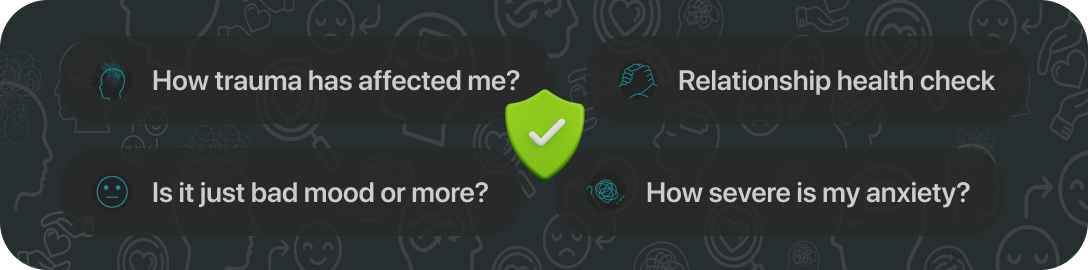 How trauma has affected me?
Relationship health check
Is it just bad mood or more?
How severe is my anxiety?